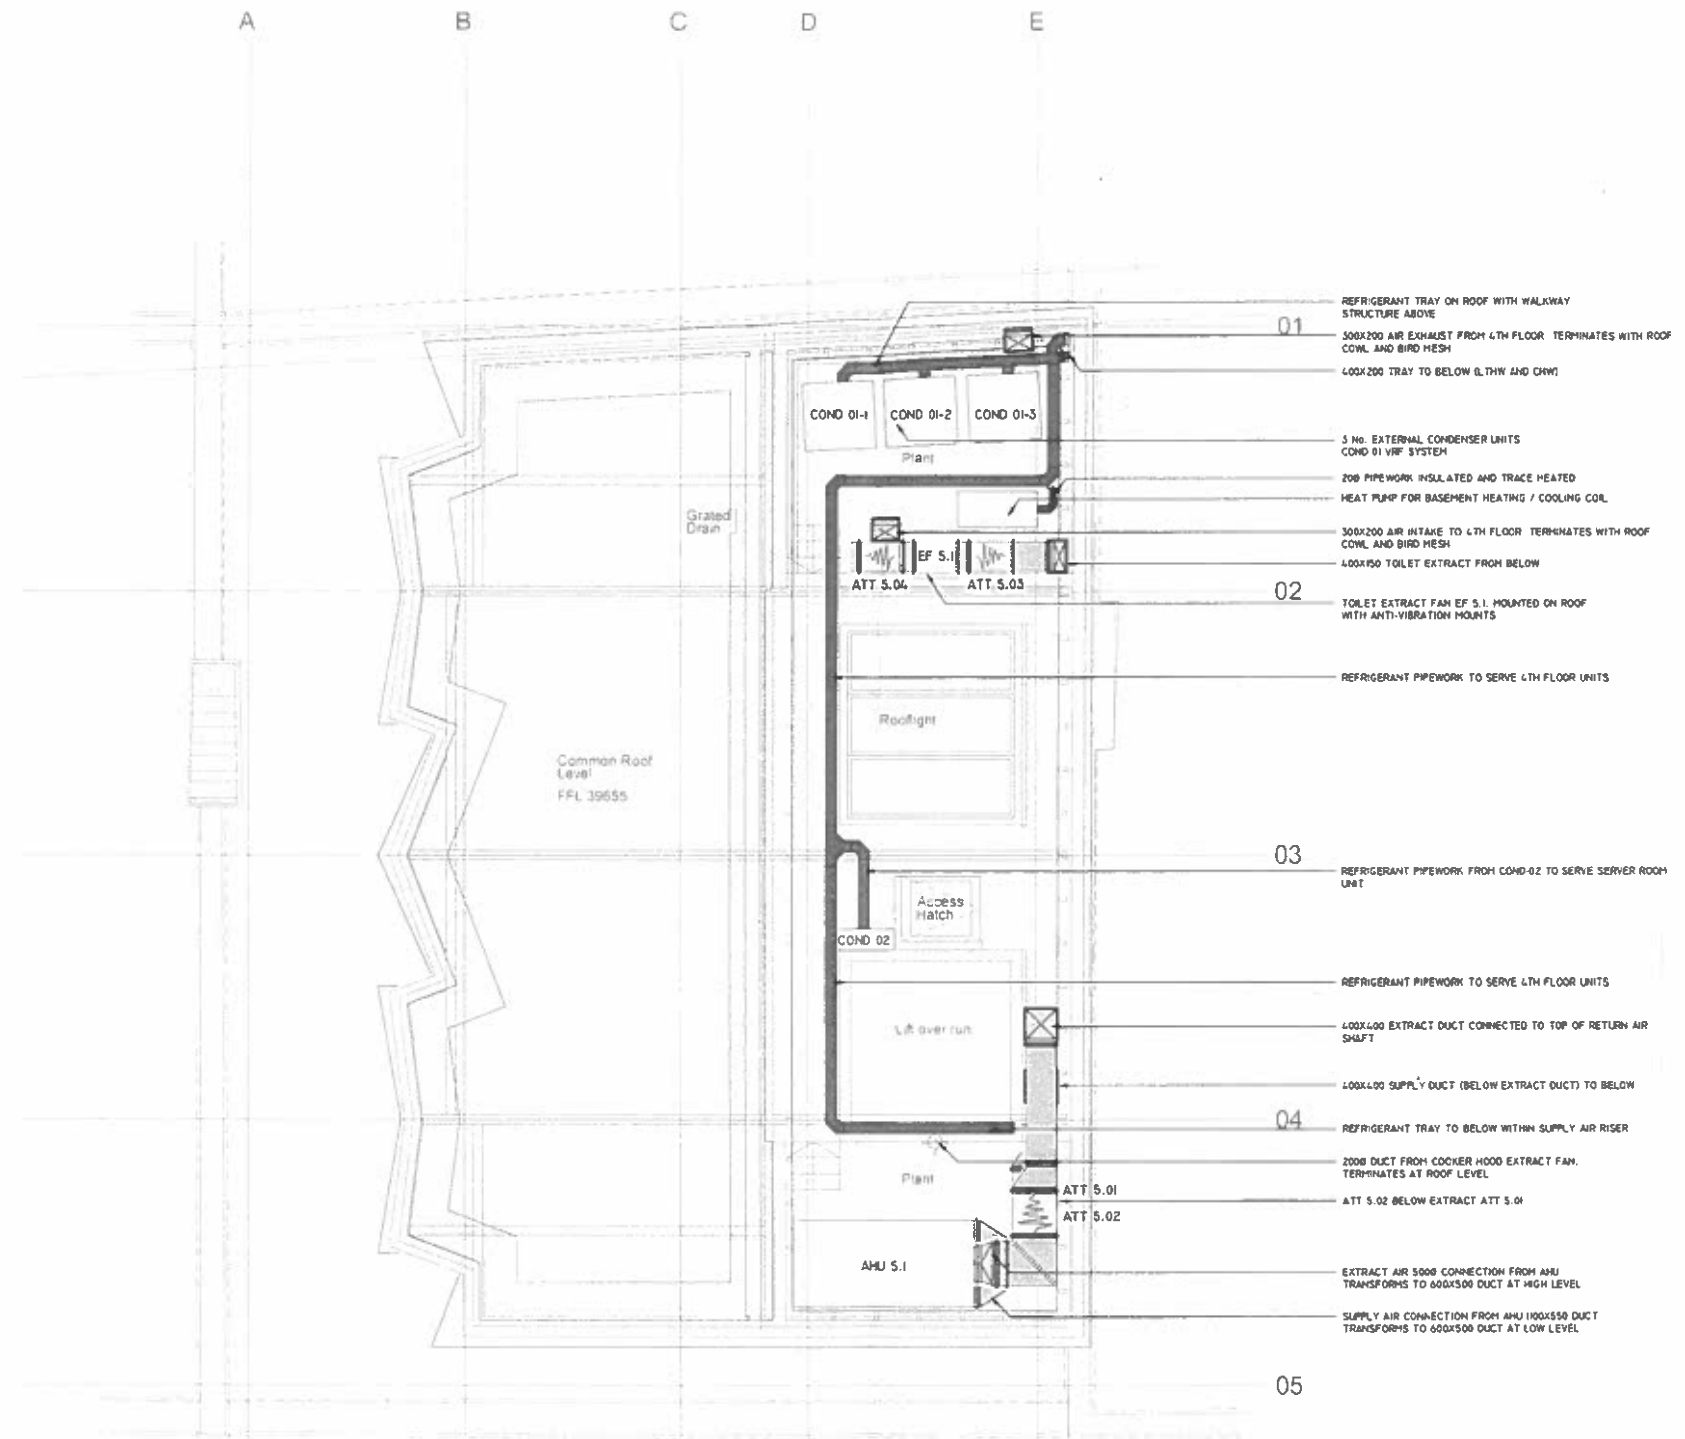 A B C D E
REFRIGERANT TRAY ON ROOF WITH WALKWAY
STRUCTURE ABOVE
01
300X200 AIR EXHAUST FROM 4TH FLOOR TERMINATES WITH ROOF
COWL AND BIRD MESH
400X200 TRAY TO BELOW (LTHW AND CHW)
COND 01-1 COND 01-2 COND 01-3
3 No. EXTERNAL CONDENSER UNITS
COND 01 VRF SYSTEM
Plant
20Ø PIPEWORK INSULATED AND TRACE HEATED
HEAT PUMP FOR BASEMENT HEATING / COOLING COIL
Grated
Drain
300X200 AIR INTAKE TO 4TH FLOOR TERMINATES WITH ROOF
COWL AND BIRD MESH
EF 5.1
400X150 TOILET EXTRACT FROM BELOW
ATT 5.04 ATT 5.03
02
TOILET EXTRACT FAN EF 5.1. MOUNTED ON ROOF
WITH ANTI-VIBRATION MOUNTS
REFRIGERANT PIPEWORK TO SERVE 4TH FLOOR UNITS
Rooflight
Common Roof
Level
FFL 39655
03
REFRIGERANT PIPEWORK FROM COND-02 TO SERVE SERVER ROOM
UNIT
Access
Hatch
COND 02
REFRIGERANT PIPEWORK TO SERVE 4TH FLOOR UNITS
Lift over run
400X400 EXTRACT DUCT CONNECTED TO TOP OF RETURN AIR
SHAFT
400X400 SUPPLY DUCT (BELOW EXTRACT DUCT) TO BELOW
04
REFRIGERANT TRAY TO BELOW WITHIN SUPPLY AIR RISER
200Ø DUCT FROM COOKER HOOD EXTRACT FAN.
TERMINATES AT ROOF LEVEL
Plant
ATT 5.01
ATT 5.02
ATT 5.02 BELOW EXTRACT ATT 5.01
AHU 5.1
EXTRACT AIR 500Ø CONNECTION FROM AHU
TRANSFORMS TO 600X500 DUCT AT HIGH LEVEL
SUPPLY AIR CONNECTION FROM AHU 1100X550 DUCT
TRANSFORMS TO 600X500 DUCT AT LOW LEVEL
05